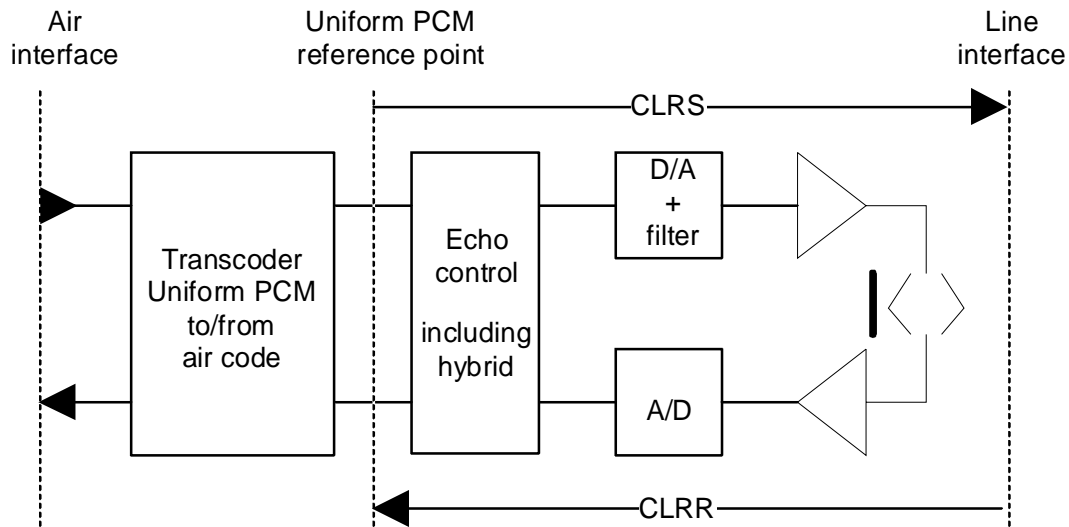 Air
interface
Uniform PCM
reference point
Line
interface
CLRS
Transcoder
Uniform PCM
to/from
air code
Echo
control
including
hybrid
D/A
+
filter
A/D
CLRR